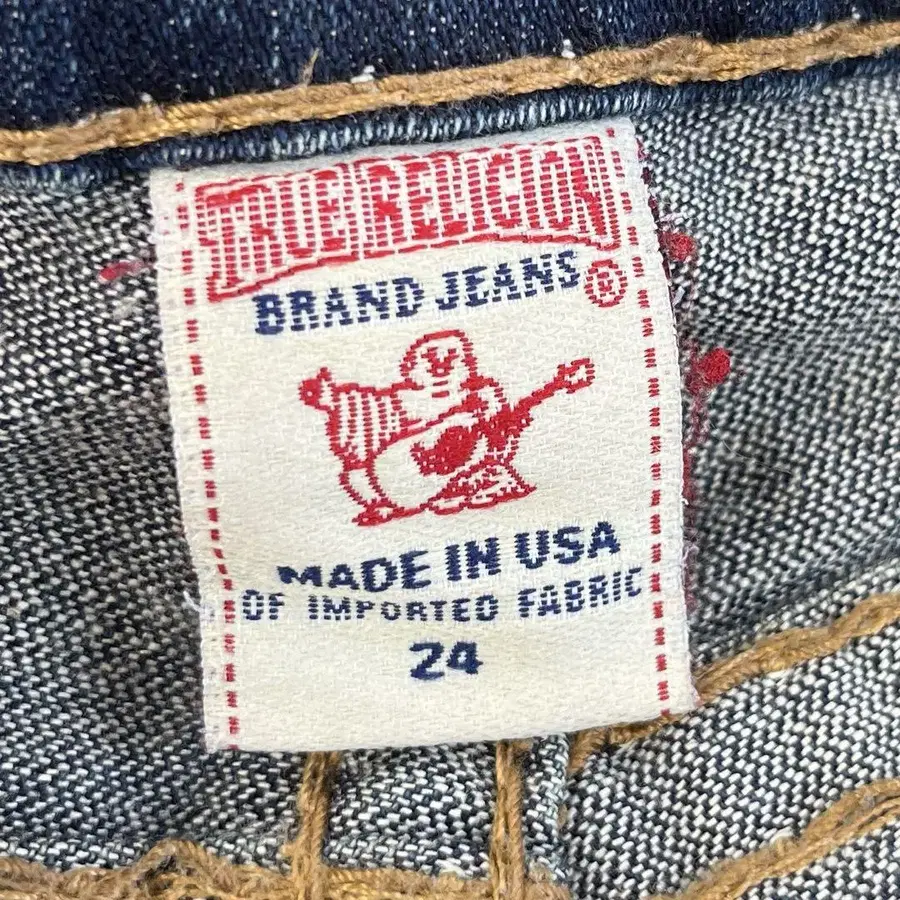 TRUE RELIGION
BRAND JEANS ®
MADE IN USA
OF IMPORTED FABRIC
24